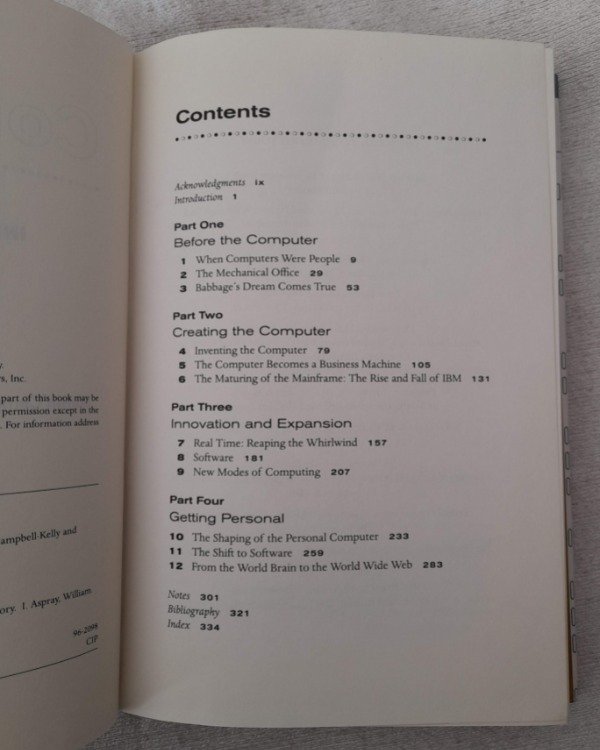 y.
s, Inc.
part of this book may be
permission except in the
. For information address
ampbell-Kelly and
ory. I. Aspray, William
96-2098
CIP
Contents
Acknowledgments ix
Introduction 1
Part One
Before the Computer
1 When Computers Were People 9
2 The Mechanical Office 29
3 Babbage's Dream Comes True 53
Part Two
Creating the Computer
4 Inventing the Computer 79
5 The Computer Becomes a Business Machine 105
6 The Maturing of the Mainframe: The Rise and Fall of IBM 131
Part Three
Innovation and Expansion
7 Real Time: Reaping the Whirlwind 157
8 Software 181
9 New Modes of Computing 207
Part Four
Getting Personal
10 The Shaping of the Personal Computer 233
11 The Shift to Software 259
12 From the World Brain to the World Wide Web 283
Notes 301
Bibliography 321
Index 334